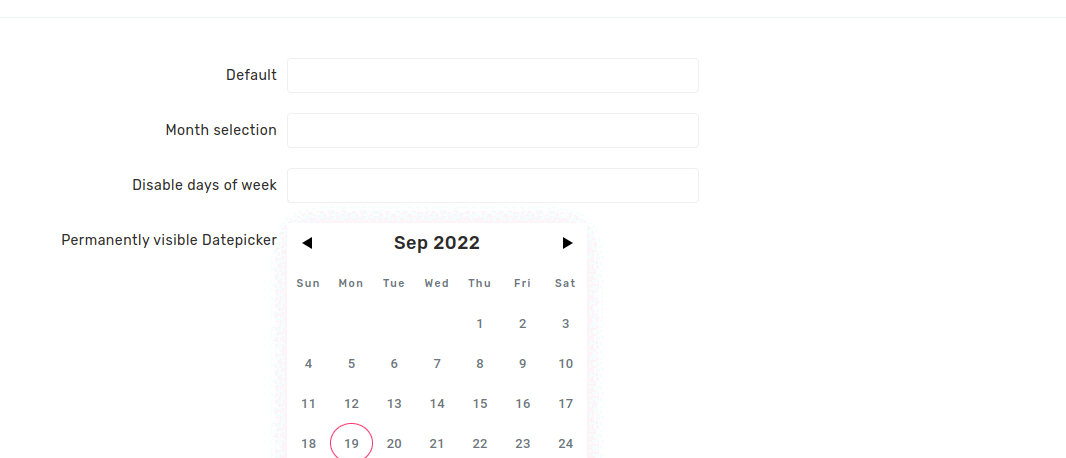 Default
Month selection
Disable days of week
Permanently visible Datepicker
Sep 2022
Sun Mon Tue Wed Thu Fri Sat
1 2 3
4 5 6 7 8 9 10
11 12 13 14 15 16 17
18 19 20 21 22 23 24